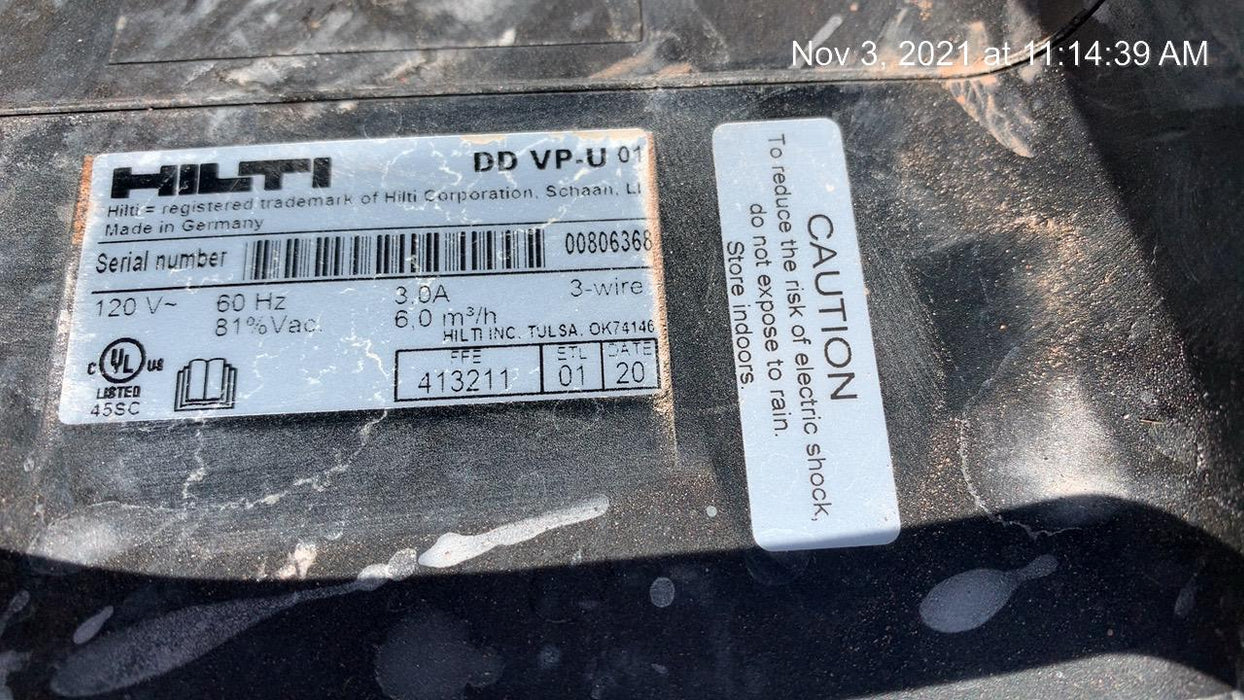 Nov 3, 2021 at 11:14:39 AM
HILTI DD VP-U 01
Hilti = registered trademark of Hilti Corporation, Schaan, LI
Made in Germany
Serial number 00806368
120 V~ 60 Hz 3.0A 3-wire
81%Vac. 6,0 m³/h
HILTI INC. TULSA, OK74146
FFE ETL DATE
413211 01 20
c UL us
LISTED
45SC
CAUTION
To reduce the risk of electric shock,
do not expose to rain.
Store indoors.